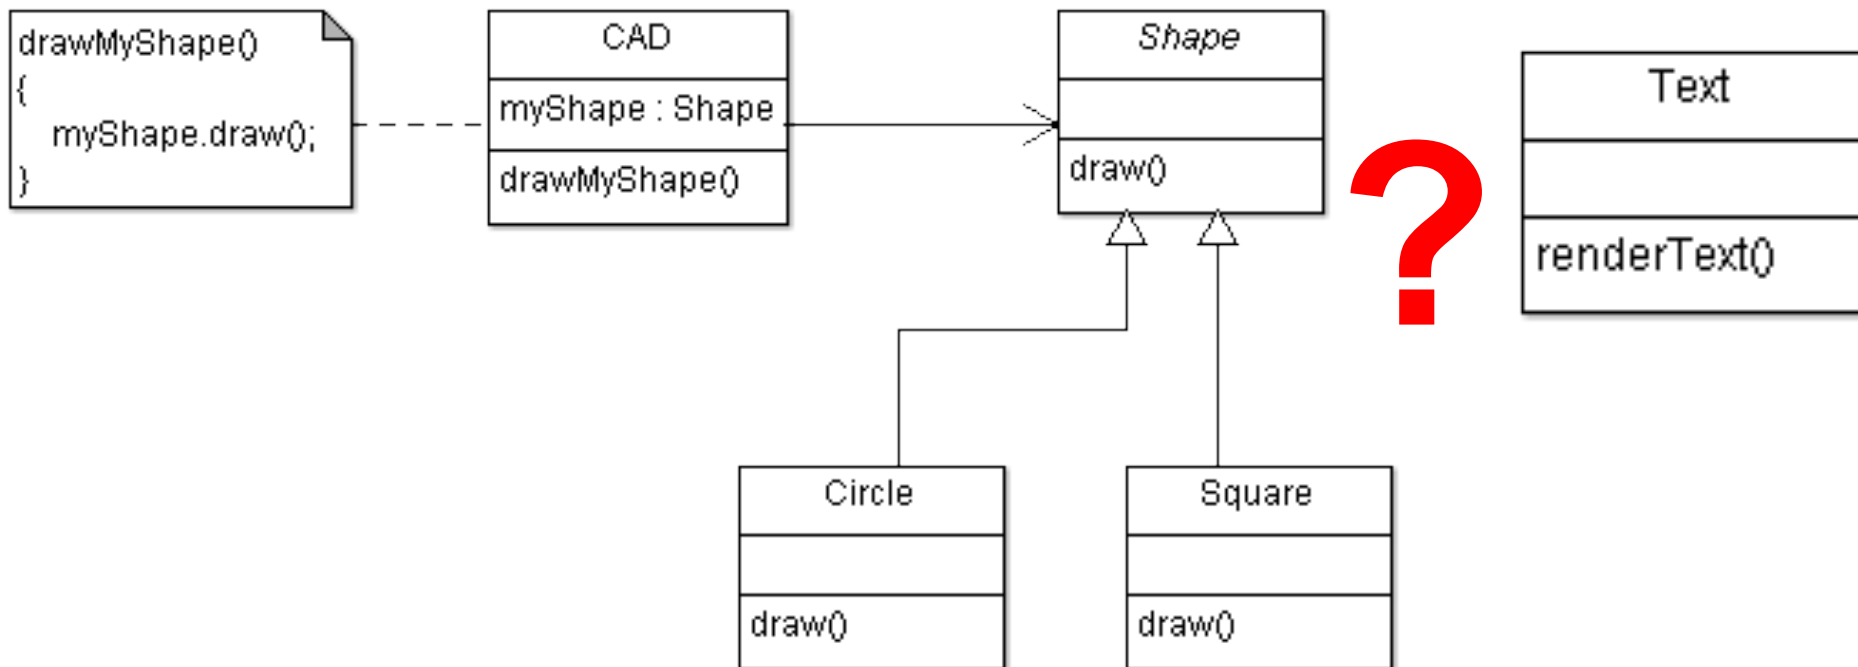 drawMyShape()
{
myShape.draw();
}
CAD
myShape : Shape
drawMyShape()
Shape
draw()
?
Text
renderText()
Circle
draw()
Square
draw()